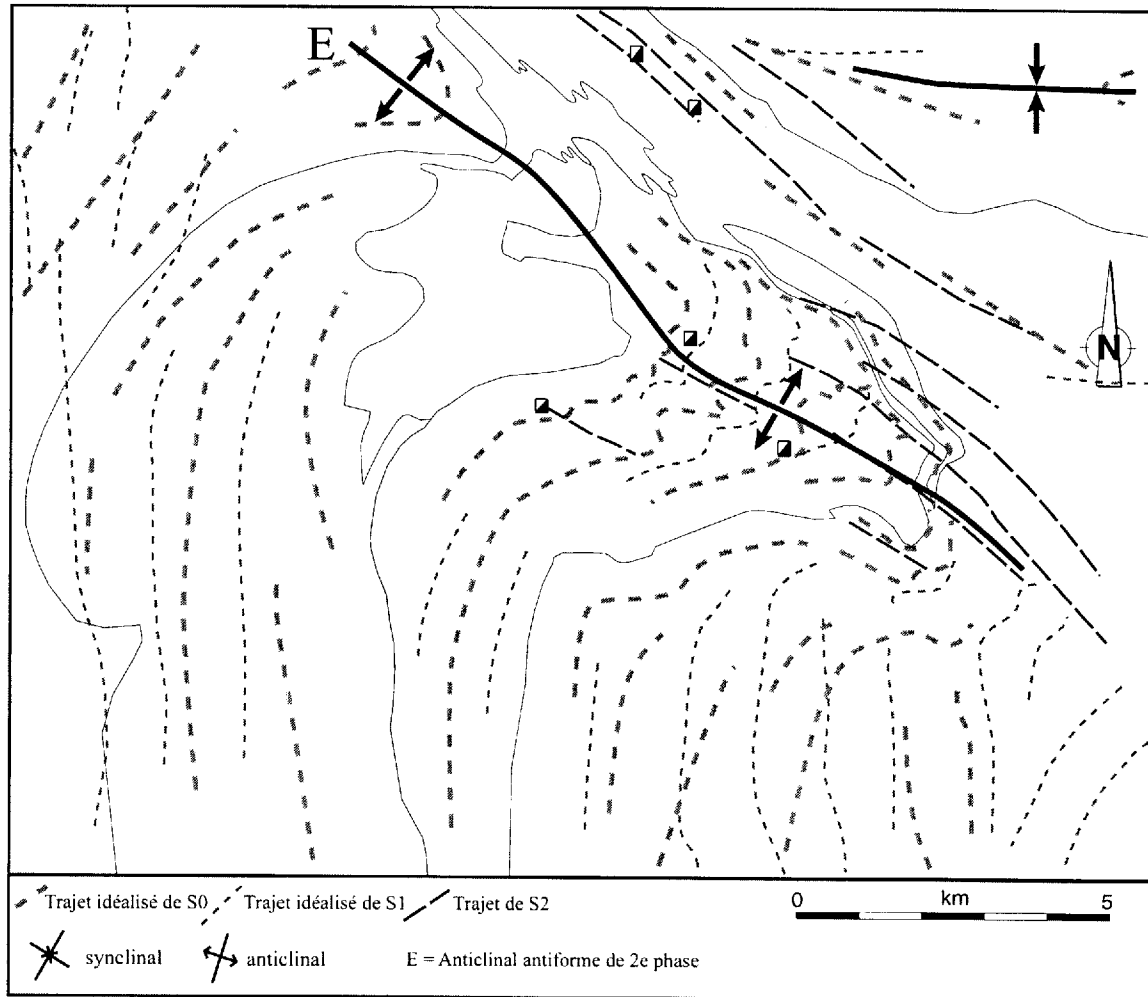 E
N
Trajet idéalisé de S0
Trajet idéalisé de S1
Trajet de S2
0 km 5
synclinal
anticlinal
E = Anticlinal antiforme de 2e phase